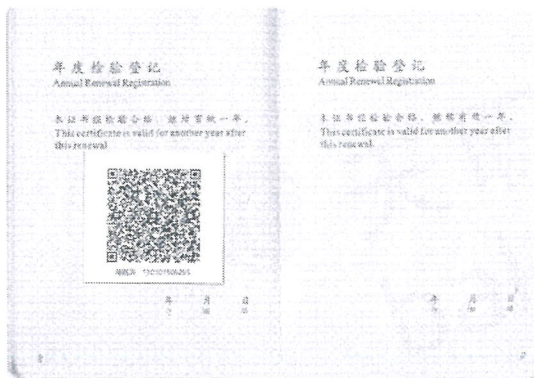 年度检验登记
Annual Renewal Registration
本证书经检验合格，继续有效一年。
This certificate is valid for another year after
this renewal
年 月 日
年度检验登记
Annual Renewal Registration
本证书经检验合格，继续有效一年。
This certificate is valid for another year after
this renewal
年 月 日